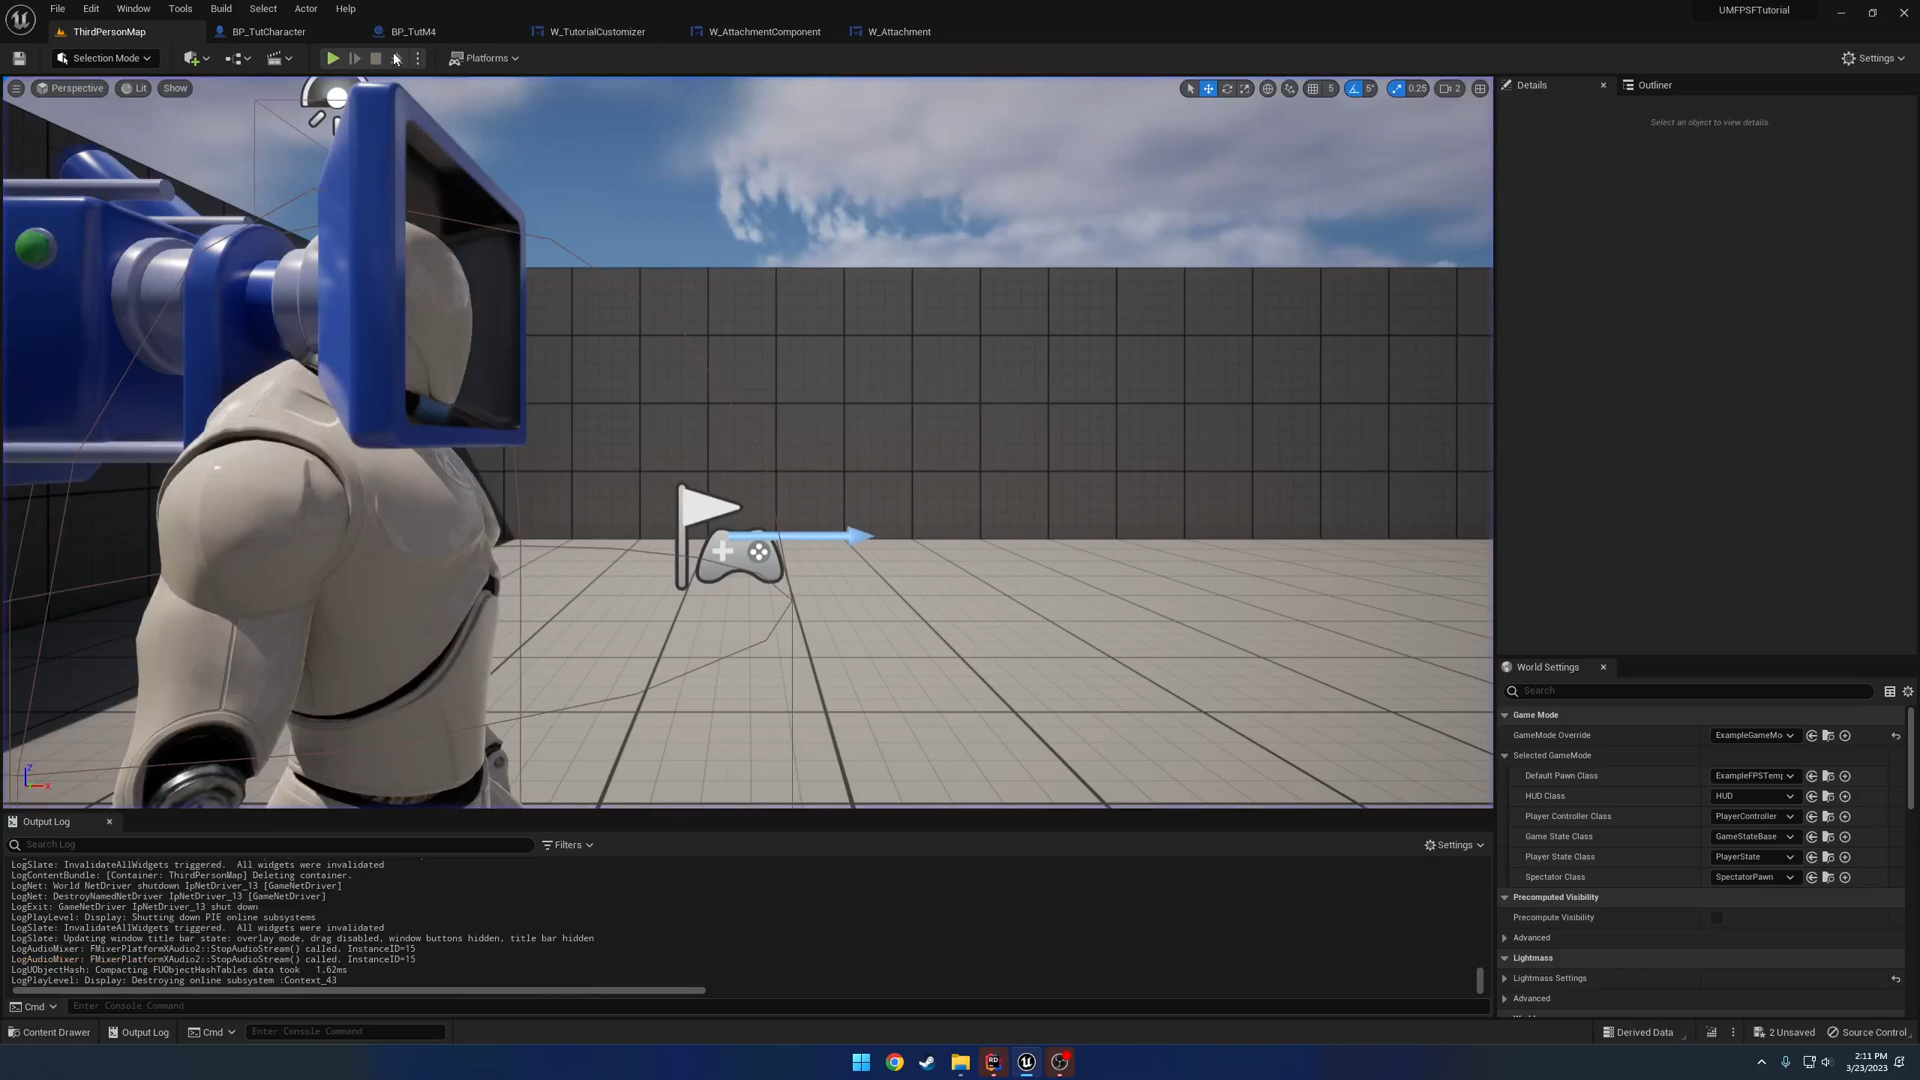 File Edit Window Tools Build Select Actor Help
UMFPSFTutorial
ThirdPersonMap BP_TutCharacter BP_TutM4 W_TutorialCustomizer W_AttachmentComponent W_Attachment
Selection Mode Platforms Settings
Perspective Lit Show 5 5° 0.25 2
Details Outliner
Select an object to view details.
World Settings
Search
Game Mode
GameMode Override ExampleGameMo
Selected GameMode
Default Pawn Class ExampleFPSTemp
HUD Class HUD
Player Controller Class PlayerController
Game State Class GameStateBase
Player State Class PlayerState
Spectator Class SpectatorPawn
Precomputed Visibility
Precompute Visibility
Advanced
Lightmass
Lightmass Settings
Advanced
Z
X
Output Log
Search Log Filters Settings
LogSlate: InvalidateAllWidgets triggered. All widgets were invalidated
LogContentBundle: [Container: ThirdPersonMap] Deleting container.
LogNet: World NetDriver shutdown IpNetDriver_13 [GameNetDriver]
LogNet: DestroyNamedNetDriver IpNetDriver_13 [GameNetDriver]
LogExit: GameNetDriver IpNetDriver_13 shut down
LogPlayLevel: Display: Shutting down PIE online subsystems
LogSlate: InvalidateAllWidgets triggered. All widgets were invalidated
LogSlate: Updating window title bar state: overlay mode, drag disabled, window buttons hidden, title bar hidden
LogAudioMixer: FMixerPlatformXAudio2::StopAudioStream() called. InstanceID=15
LogAudioMixer: FMixerPlatformXAudio2::StopAudioStream() called. InstanceID=15
LogUObjectHash: Compacting FUObjectHashTables data took 1.62ms
LogPlayLevel: Display: Destroying online subsystem :Context_43
Cmd Enter Console Command
Content Drawer Output Log Cmd Enter Console Command Derived Data 2 Unsaved Source Control
RD
2:11 PM
3/23/2023